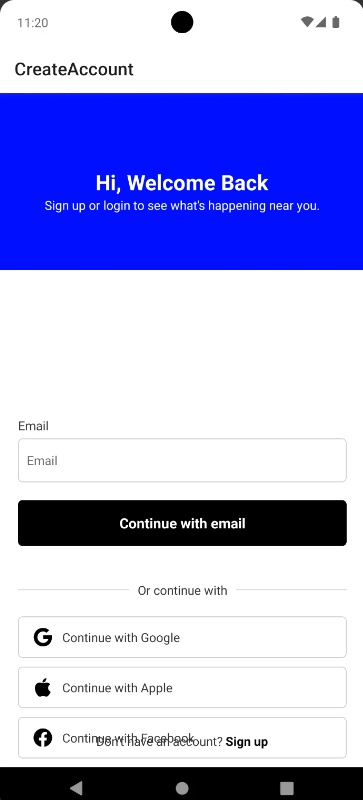 11:20
CreateAccount
Hi, Welcome Back
Sign up or login to see what's happening near you.
Email
Email
Continue with email
Or continue with
Continue with Google
Continue with Apple
Continue with Facebook
Don't have an account? Sign up